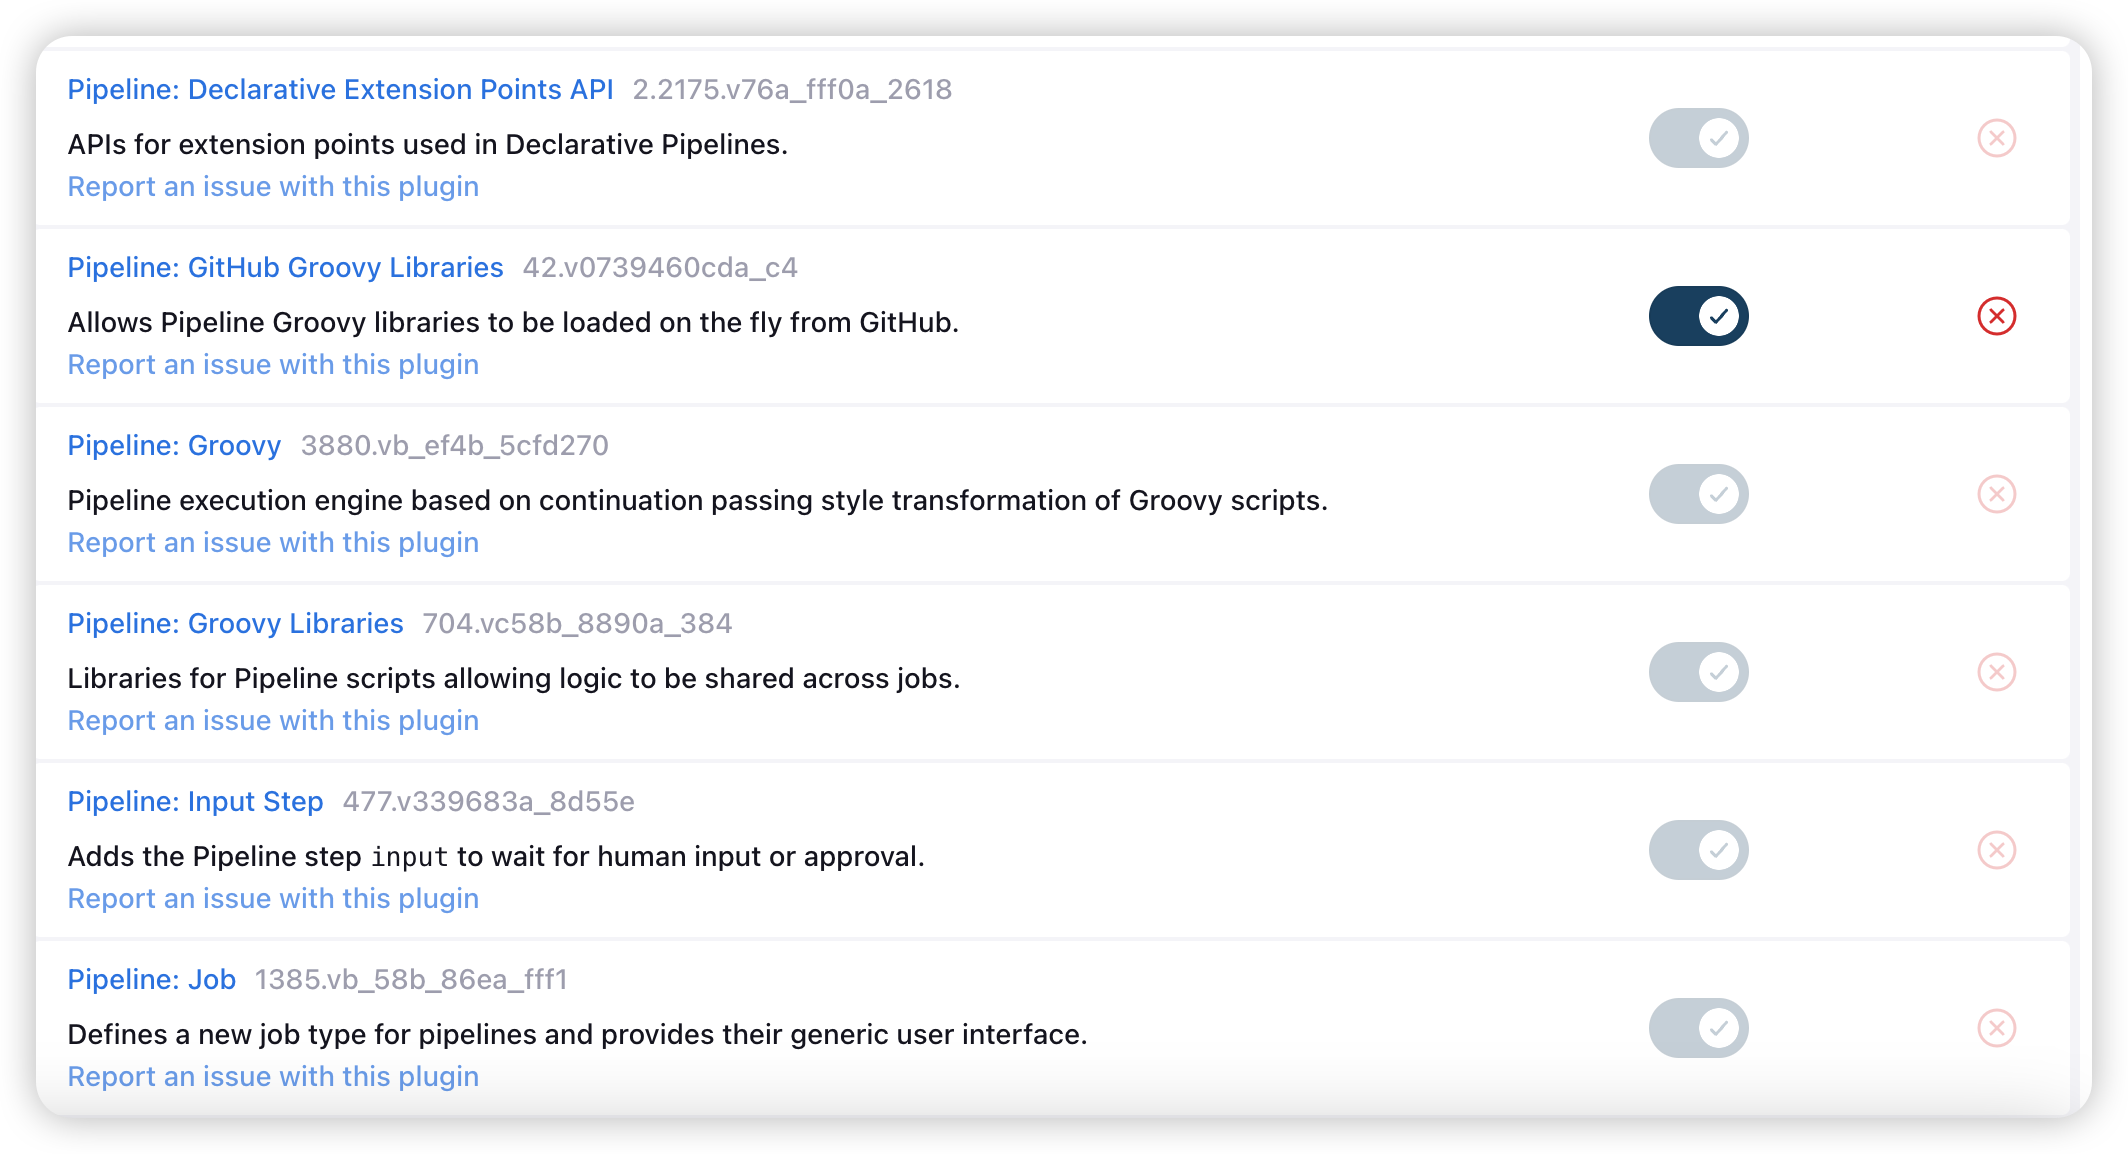 Pipeline: Declarative Extension Points API 2.2175.v76a_fff0a_2618
APIs for extension points used in Declarative Pipelines.
Report an issue with this plugin
Pipeline: GitHub Groovy Libraries 42.v0739460cda_c4
Allows Pipeline Groovy libraries to be loaded on the fly from GitHub.
Report an issue with this plugin
Pipeline: Groovy 3880.vb_ef4b_5cfd270
Pipeline execution engine based on continuation passing style transformation of Groovy scripts.
Report an issue with this plugin
Pipeline: Groovy Libraries 704.vc58b_8890a_384
Libraries for Pipeline scripts allowing logic to be shared across jobs.
Report an issue with this plugin
Pipeline: Input Step 477.v339683a_8d55e
Adds the Pipeline step input to wait for human input or approval.
Report an issue with this plugin
Pipeline: Job 1385.vb_58b_86ea_fff1
Defines a new job type for pipelines and provides their generic user interface.
Report an issue with this plugin